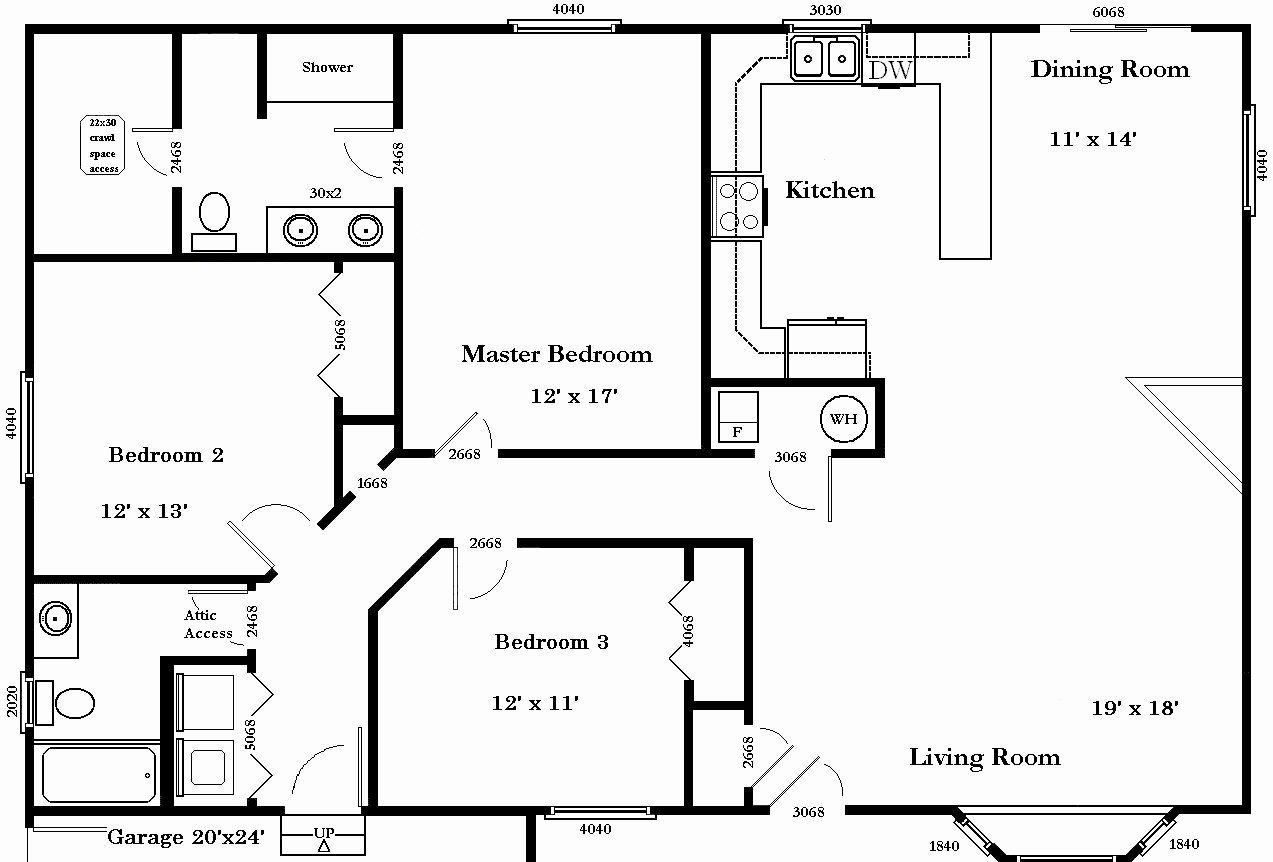 4040
3030
6068
Shower
DW
Dining Room
22x30
crawl
space
access
2468
2468
11' x 14'
4040
30x2
Kitchen
5068
Master Bedroom
12' x 17'
4040
Bedroom 2
12' x 13'
2668
1668
F
WH
3068
2668
Attic
Access
2468
Bedroom 3
4068
12' x 11'
2020
5068
2668
19' x 18'
Living Room
3068
4040
UP
Garage 20'x24'
1840
1840